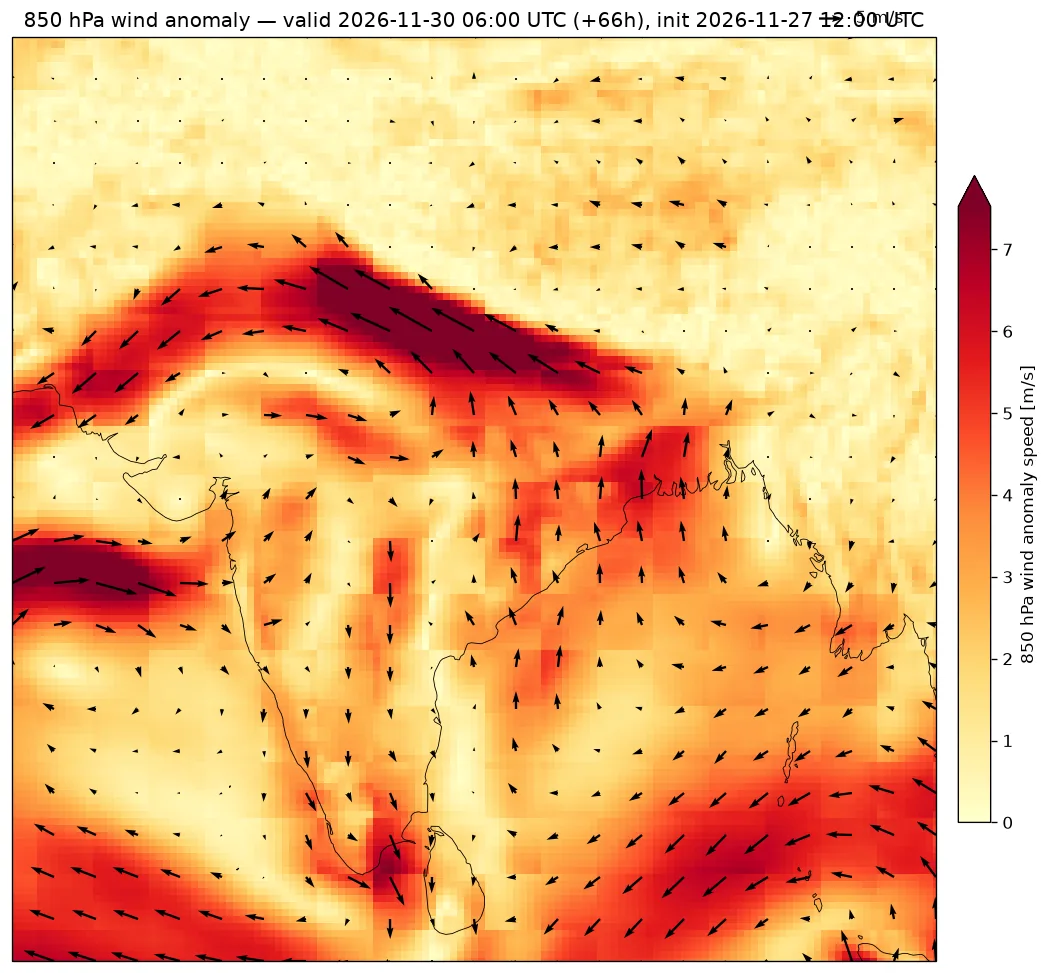 850 hPa wind anomaly — valid 2026-11-30 06:00 UTC (+66h), init 2026-11-27 12:00 UTC
5 m/s
7
6
5
4
3
2
1
0
850 hPa wind anomaly speed [m/s]